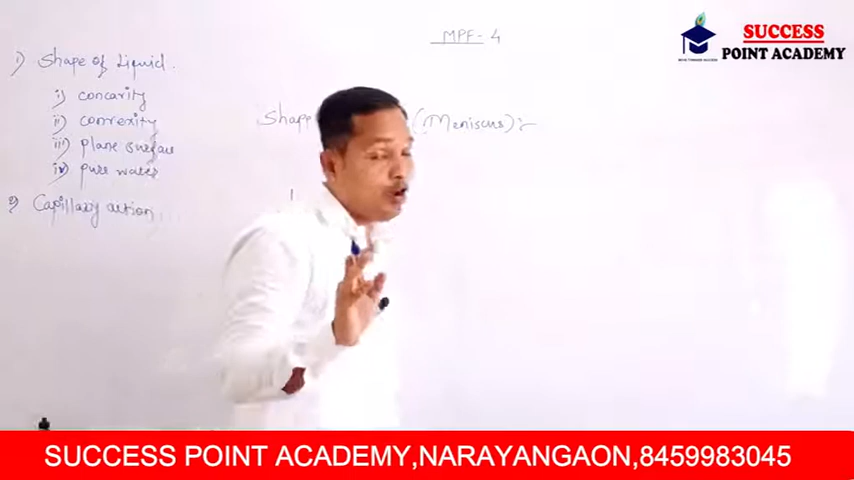 MPF - 4
SUCCESS
POINT ACADEMY
1) Shape of Liquid.
i) concavity
ii) convexity
iii) plane surface
iv) pure water
2) Capillary action...
Shape (Meniscus):-
SUCCESS POINT ACADEMY,NARAYANGAON,8459983045